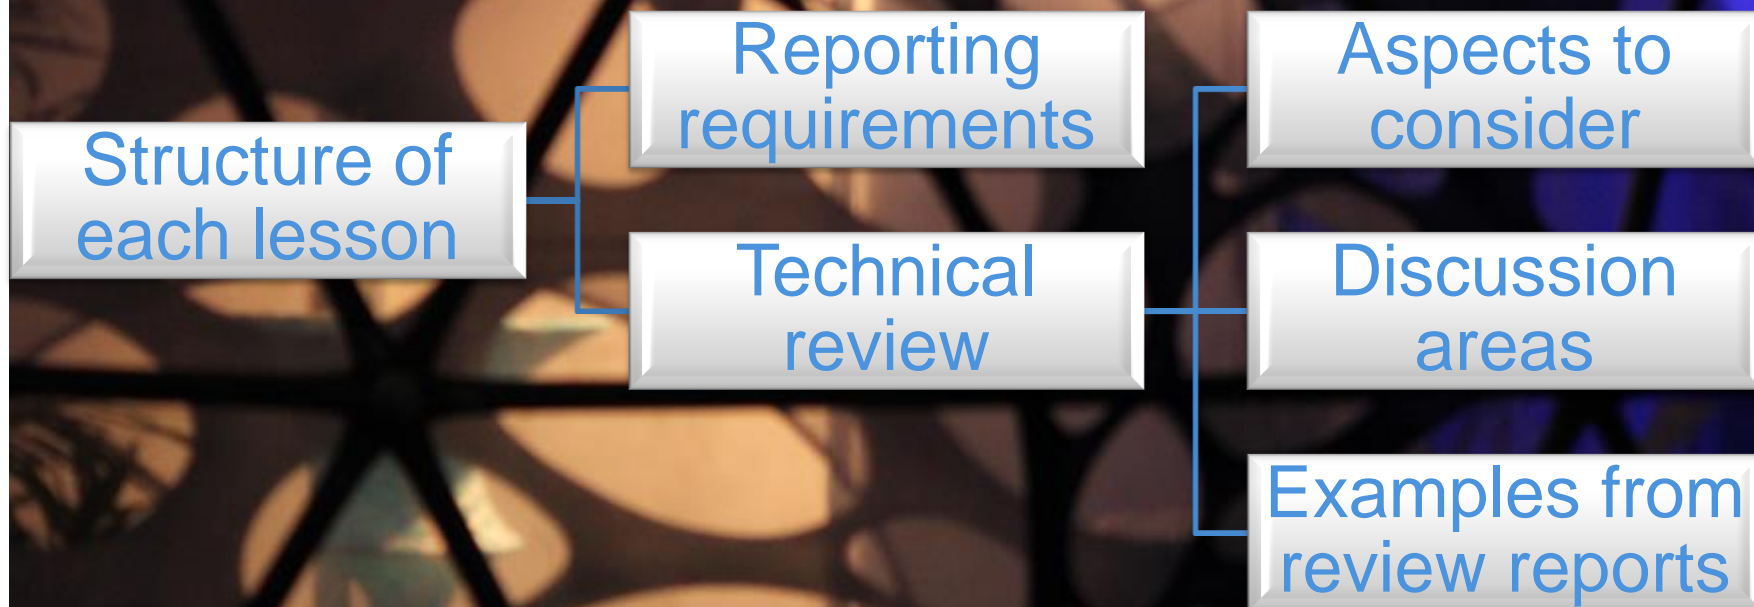 Structure of
each lesson
Reporting
requirements
Technical
review
Aspects to
consider
Discussion
areas
Examples from
review reports